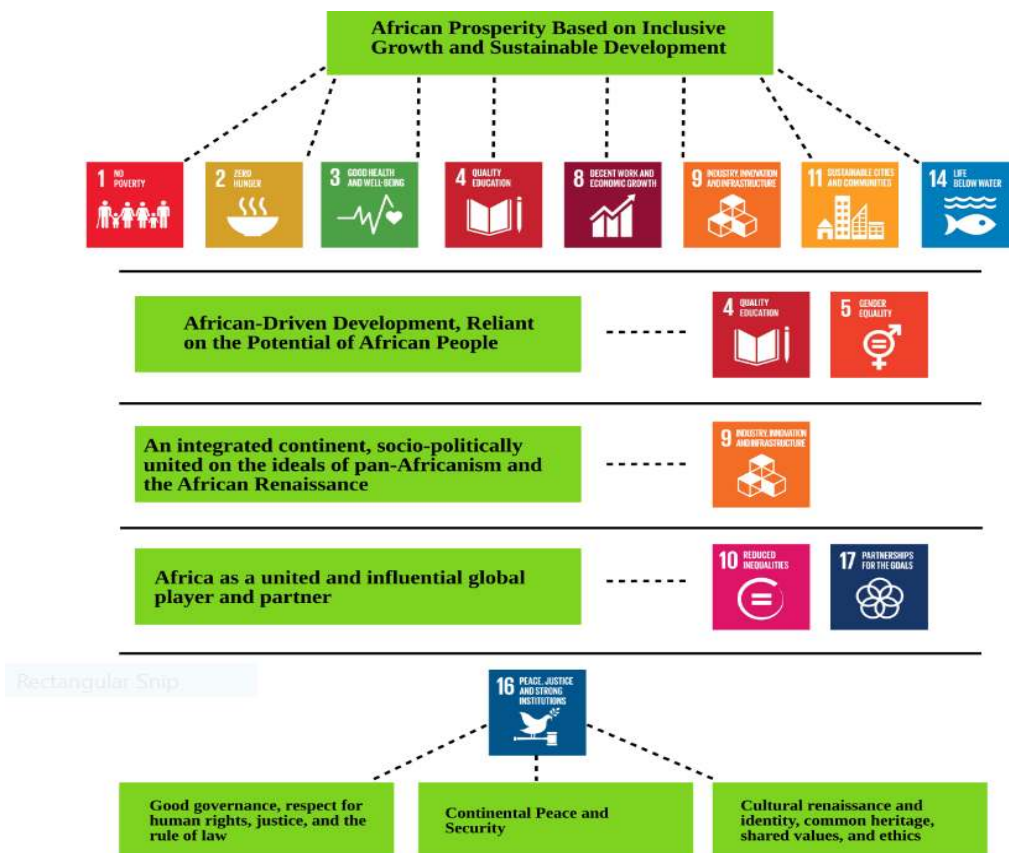 African Prosperity Based on Inclusive
Growth and Sustainable Development
1 NO
POVERTY
2 ZERO
HUNGER
3 GOOD HEALTH
AND WELL-BEING
4 QUALITY
EDUCATION
8 DECENT WORK AND
ECONOMIC GROWTH
9 INDUSTRY, INNOVATION
AND INFRASTRUCTURE
11 SUSTAINABLE CITIES
AND COMMUNITIES
14 LIFE
BELOW WATER
African-Driven Development, Reliant
on the Potential of African People
4 QUALITY
EDUCATION
5 GENDER
EQUALITY
An integrated continent, socio-politically
united on the ideals of pan-Africanism and
the African Renaissance
9 INDUSTRY, INNOVATION
AND INFRASTRUCTURE
Africa as a united and influential global
player and partner
10 REDUCED
INEQUALITIES
17 PARTNERSHIPS
FOR THE GOALS
Rectangular Snip
16 PEACE, JUSTICE
AND STRONG
INSTITUTIONS
Good governance, respect for
human rights, justice, and the
rule of law
Continental Peace and
Security
Cultural renaissance and
identity, common heritage,
shared values, and ethics